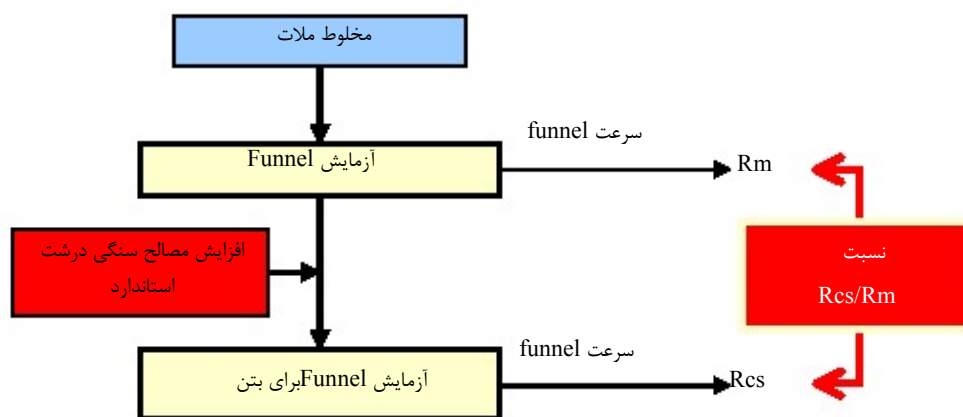 مخلوط ملات
سرعت funnel
آزمایش Funnel
Rm
افزایش مصالح سنگی درشت
استاندارد
نسبت
Rcs/Rm
سرعت funnel
آزمایش Funnelبرای بتن
Rcs